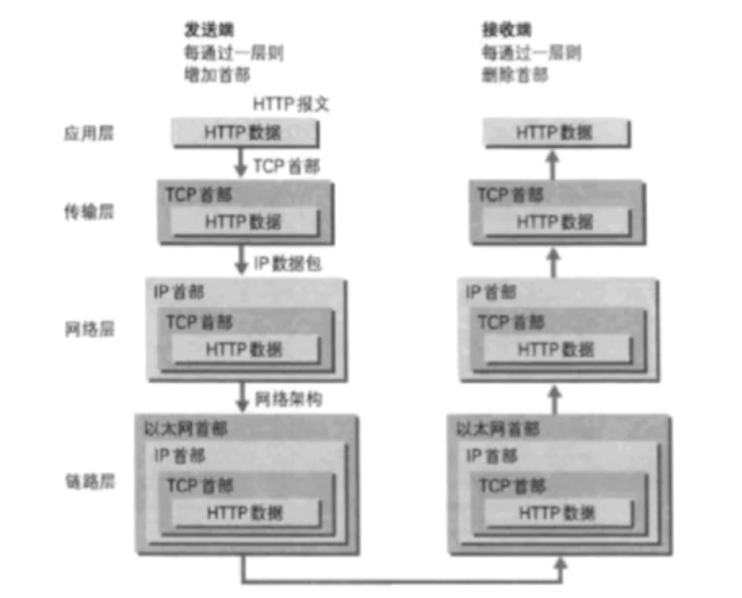 发送端
每通过一层则
增加首部
接收端
每通过一层则
删除首部
HTTP 报文
应用层
HTTP 数据
HTTP 数据
TCP 首部
传输层
TCP 首部
HTTP 数据
TCP 首部
HTTP 数据
IP 数据包
网络层
IP 首部
TCP 首部
HTTP 数据
IP 首部
TCP 首部
HTTP 数据
网络架构
链路层
以太网首部
IP 首部
TCP 首部
HTTP 数据
以太网首部
IP 首部
TCP 首部
HTTP 数据